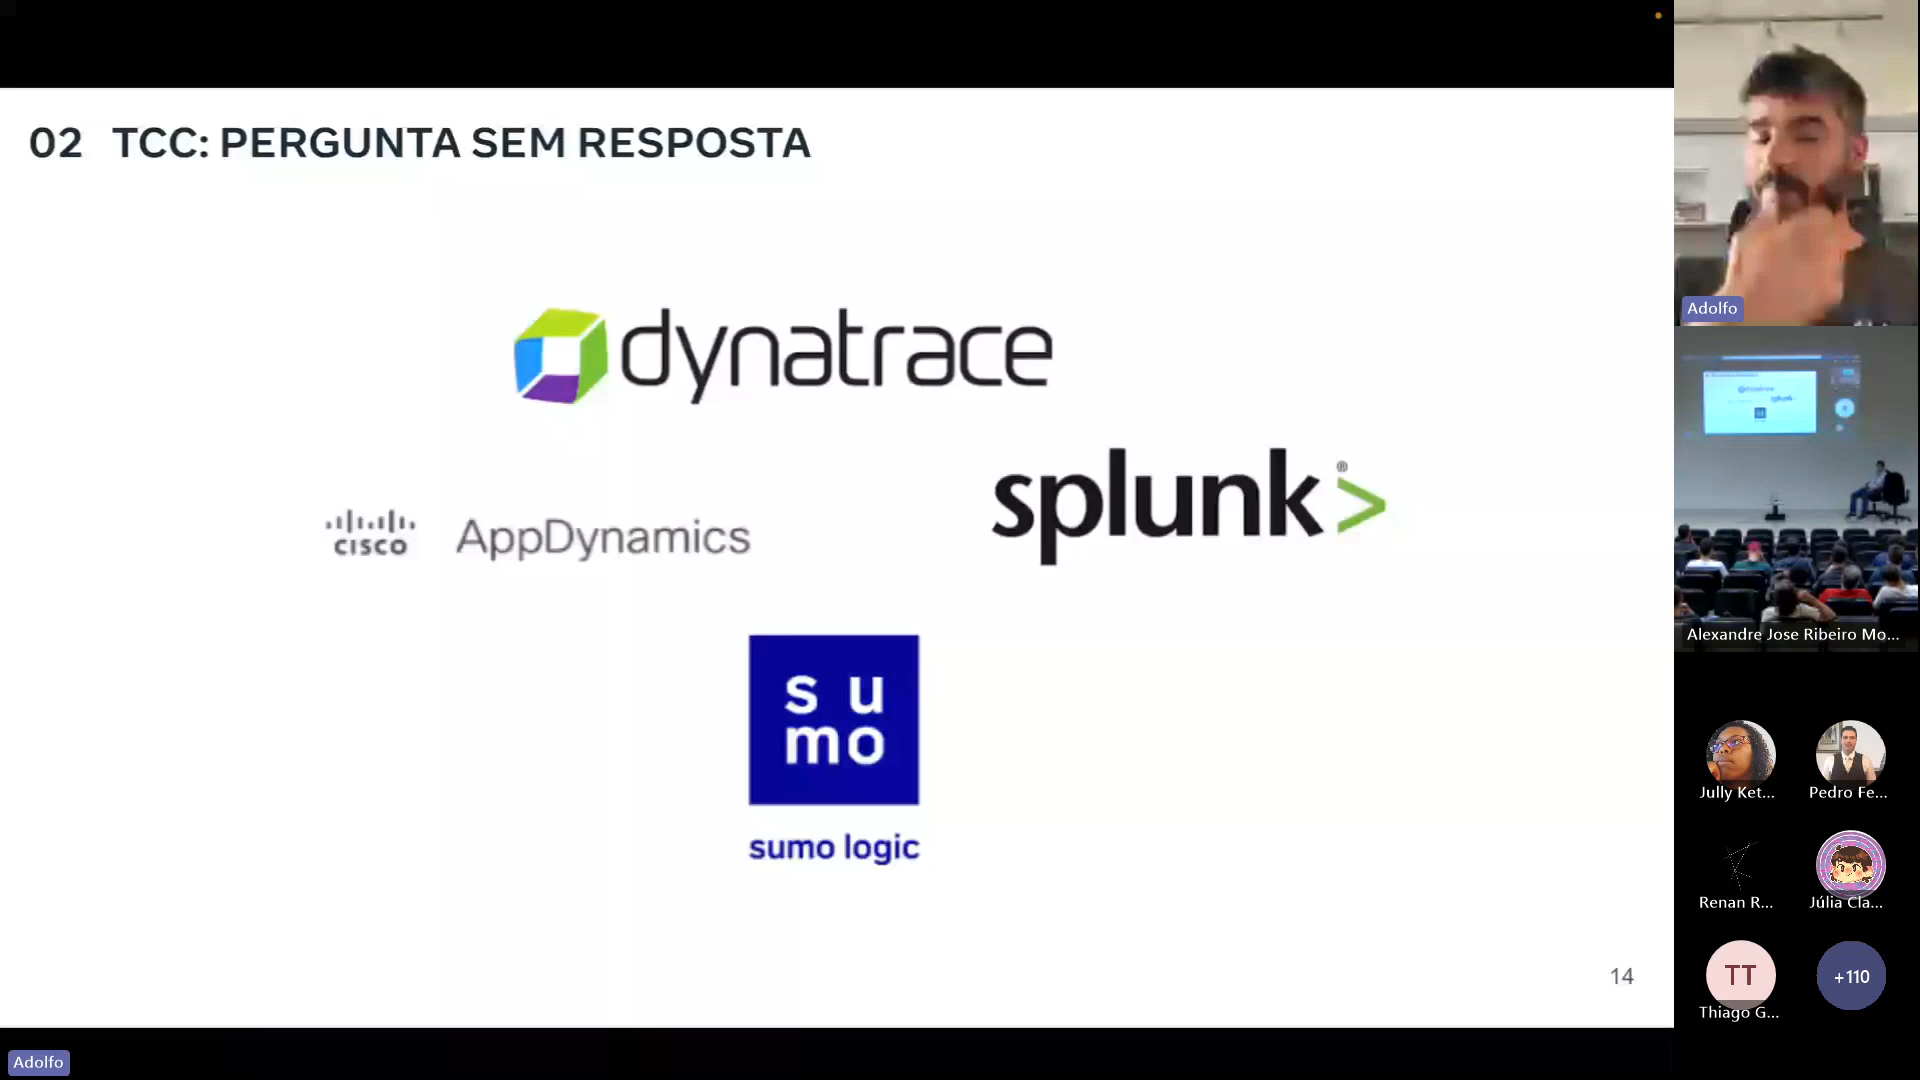 02 TCC: PERGUNTA SEM RESPOSTA
dynatrace
splunk>
®
CISCO AppDynamics
su
mo
sumo logic
14
Adolfo
Adolfo
Alexandre Jose Ribeiro Mo...
Jully Ket...
Pedro Fe...
Renan R...
Júlia Cla...
TT
+110
Thiago G...